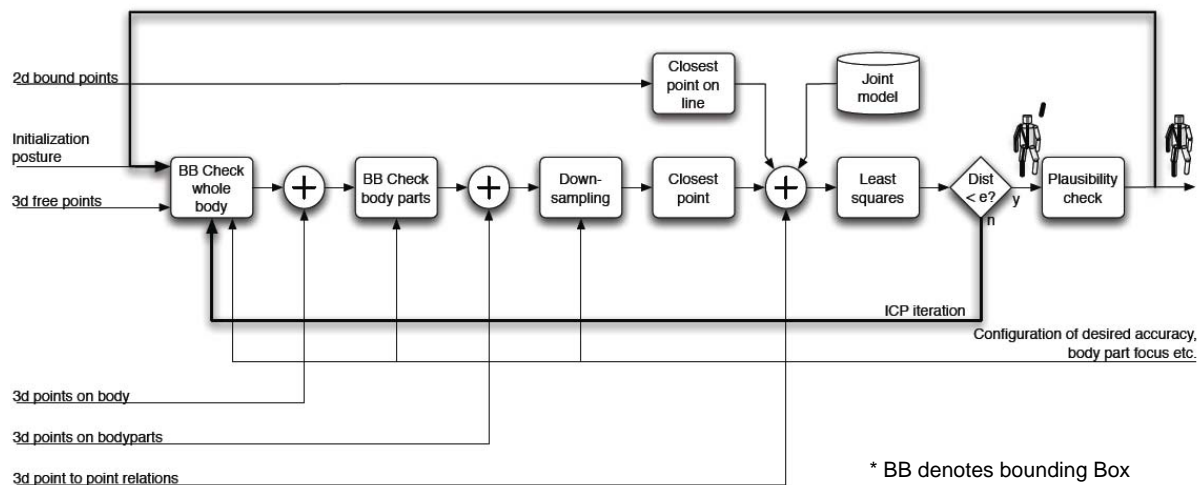 2d bound points
Closest
point on
line
Joint
model
Initialization
posture
3d free points
BB Check
whole
body
+
BB Check
body parts
+
Down-
sampling
Closest
point
+
Least
squares
Dist
< e?
y
n
Plausibility
check
ICP iteration
Configuration of desired accuracy,
body part focus etc.
3d points on body
3d points on bodyparts
3d point to point relations
* BB denotes bounding Box